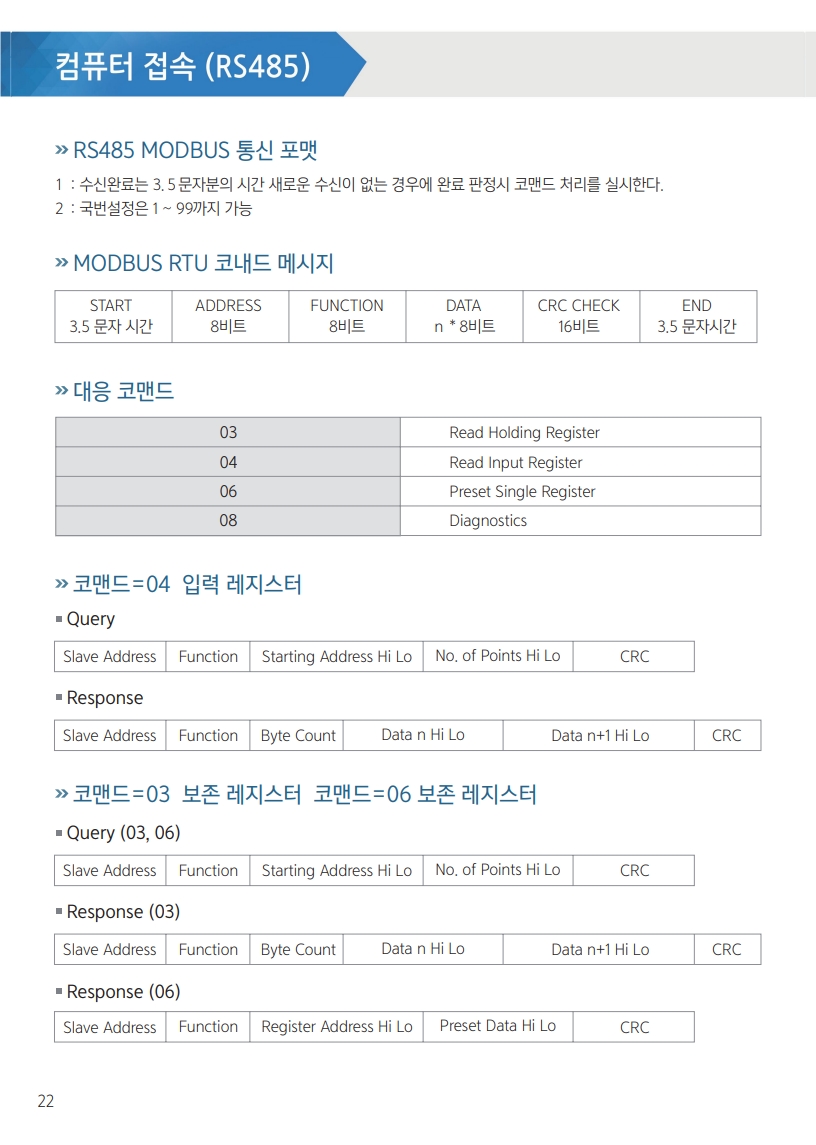 컴퓨터 접속 (RS485)
» RS485 MODBUS 통신 포맷
1 : 수신완료는 3. 5 문자분의 시간 새로운 수신이 없는 경우에 완료 판정시 코맨드 처리를 실시한다.
2 : 국번설정은 1 ~ 99까지 가능
» MODBUS RTU 코내드 메시지
START ADDRESS FUNCTION DATA CRC CHECK END
3.5 문자 시간 8비트 8비트 n * 8비트 16비트 3.5 문자시간
» 대응 코맨드
03 Read Holding Register
04 Read Input Register
06 Preset Single Register
08 Diagnostics
» 코맨드=04 입력 레지스터
▪ Query
Slave Address Function Starting Address Hi Lo No. of Points Hi Lo CRC
▪ Response
Slave Address Function Byte Count Data n Hi Lo Data n+1 Hi Lo CRC
» 코맨드=03 보존 레지스터 코맨드=06 보존 레지스터
▪ Query (03, 06)
Slave Address Function Starting Address Hi Lo No. of Points Hi Lo CRC
▪ Response (03)
Slave Address Function Byte Count Data n Hi Lo Data n+1 Hi Lo CRC
▪ Response (06)
Slave Address Function Register Address Hi Lo Preset Data Hi Lo CRC
22